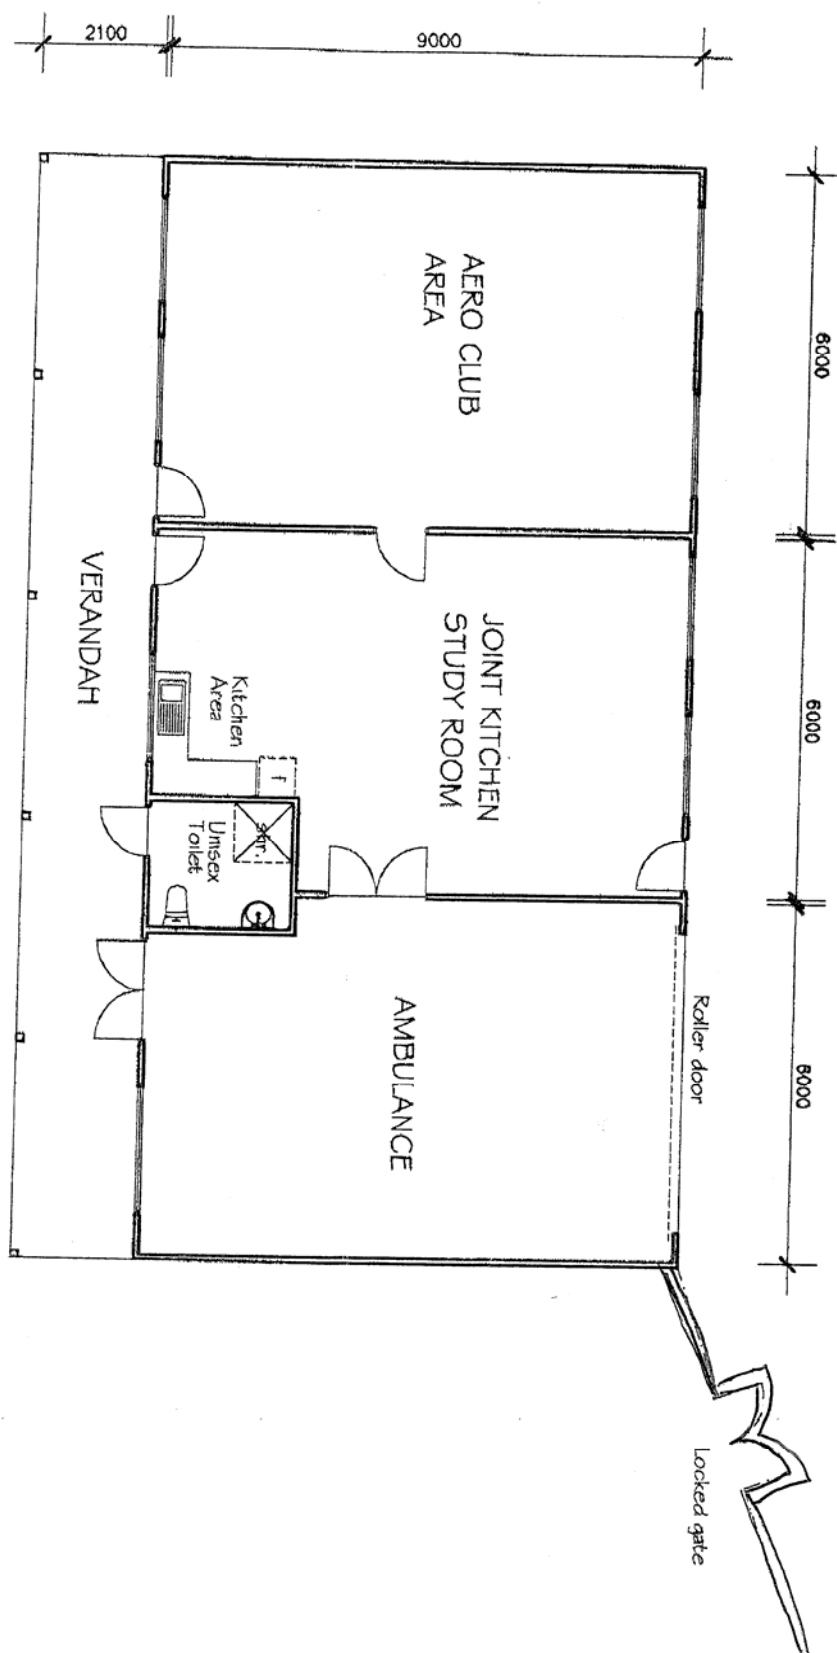 2100
9000
6000
AERO CLUB
AREA
6000
JOINT KITCHEN
STUDY ROOM
VERANDAH
Kitchen
Area
f
shr.
Unisex
Toilet
6000
Roller door
AMBULANCE
Locked gate